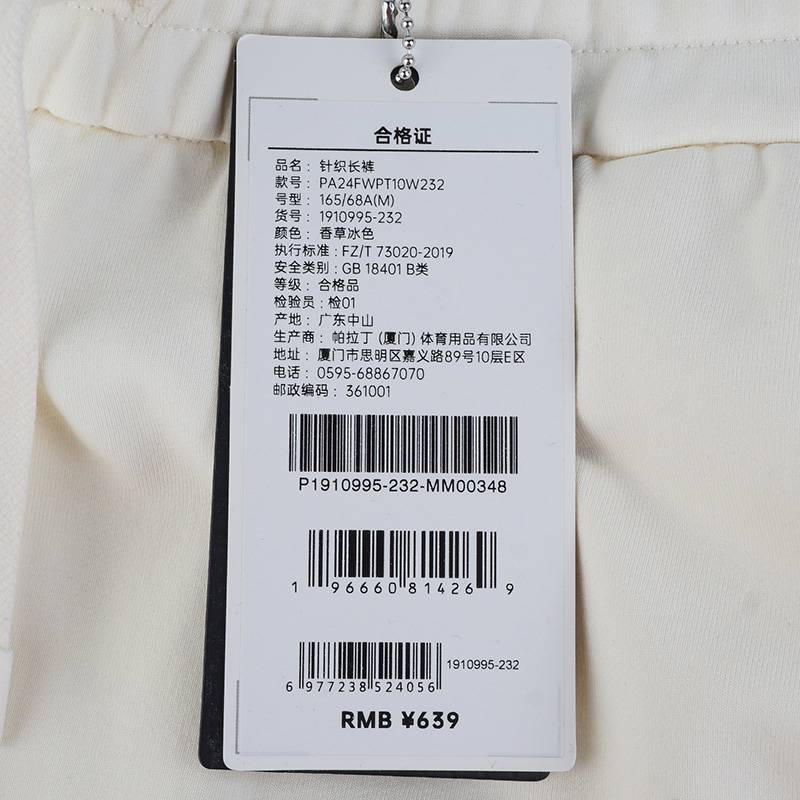 合格证
品名：针织长裤
款号：PA24FWPT10W232
号型：165/68A(M)
货号：1910995-232
颜色：香草冰色
执行标准：FZ/T 73020-2019
安全类别：GB 18401 B类
等级：合格品
检验员：检01
产地：广东中山
生产商：帕拉丁（厦门）体育用品有限公司
地址：厦门市思明区嘉义路89号10层E区
电话：0595-68867070
邮政编码：361001
P1910995-232-MM00348
1 96660 81426 9
1910995-232
6 977238 524056
RMB ¥639